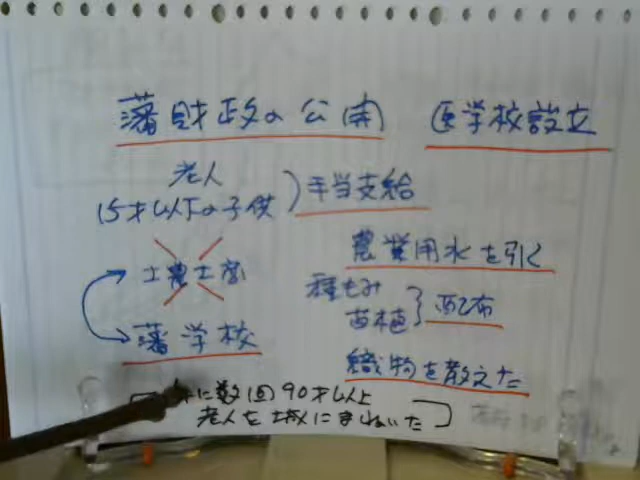 藩財政の公開
医学校設立
老人
15才以下の子供
手当支給
農業用水を引く
士農士商
種もみ
苗植
配布
藩学校
織物を教えた
年に数回90才以上
老人を城にまねいた